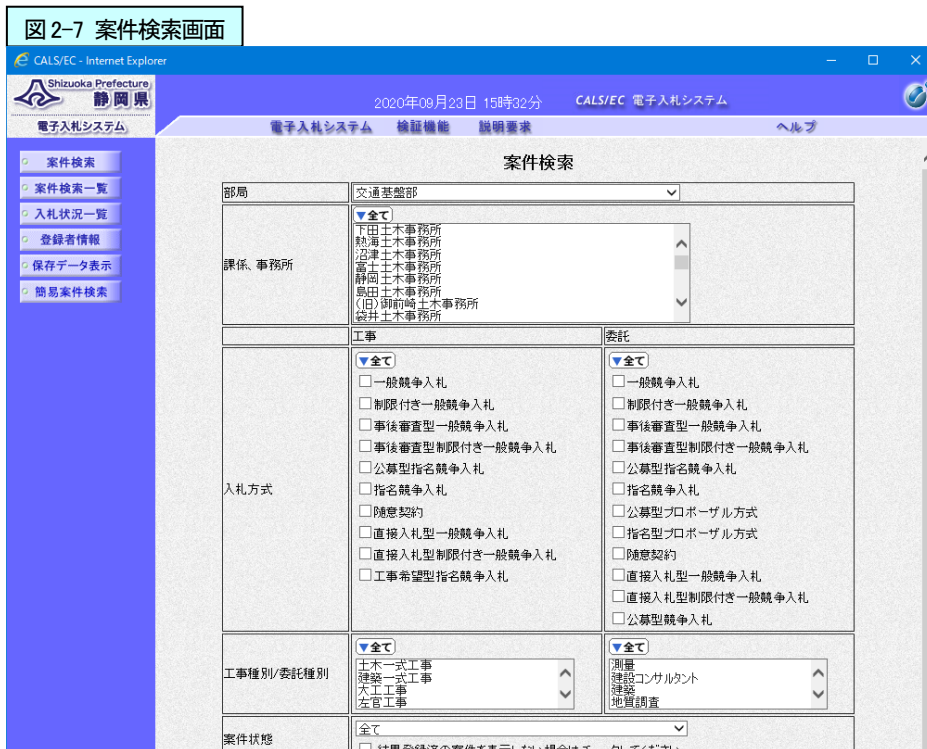 図 2-7 案件検索画面
CALS/EC - Internet Explorer
Shizuoka Prefecture
静岡県
電子入札システム
2020年09月23日 15時32分 CALS/EC 電子入札システム
電子入札システム 検証機能 説明要求 ヘルプ
案件検索
案件検索一覧
入札状況一覧
登録者情報
保存データ表示
簡易案件検索
案件検索
部局 交通基盤部
課係、事務所
▼全て
下田土木事務所
熱海土木事務所
沼津土木事務所
富士土木事務所
静岡土木事務所
島田土木事務所
(旧)御前崎土木事務所
袋井土木事務所
工事 委託
入札方式
▼全て
一般競争入札
制限付き一般競争入札
事後審査型一般競争入札
事後審査型制限付き一般競争入札
公募型指名競争入札
指名競争入札
随意契約
直接入札型一般競争入札
直接入札型制限付き一般競争入札
工事希望型指名競争入札
▼全て
一般競争入札
制限付き一般競争入札
事後審査型一般競争入札
事後審査型制限付き一般競争入札
公募型指名競争入札
指名競争入札
公募型プロポーザル方式
指名型プロポーザル方式
随意契約
直接入札型一般競争入札
直接入札型制限付き一般競争入札
公募型競争入札
工事種別/委託種別
▼全て
土木一式工事
建築一式工事
大工工事
左官工事
▼全て
測量
建設コンサルタント
建築
地質調査
案件状態
全て